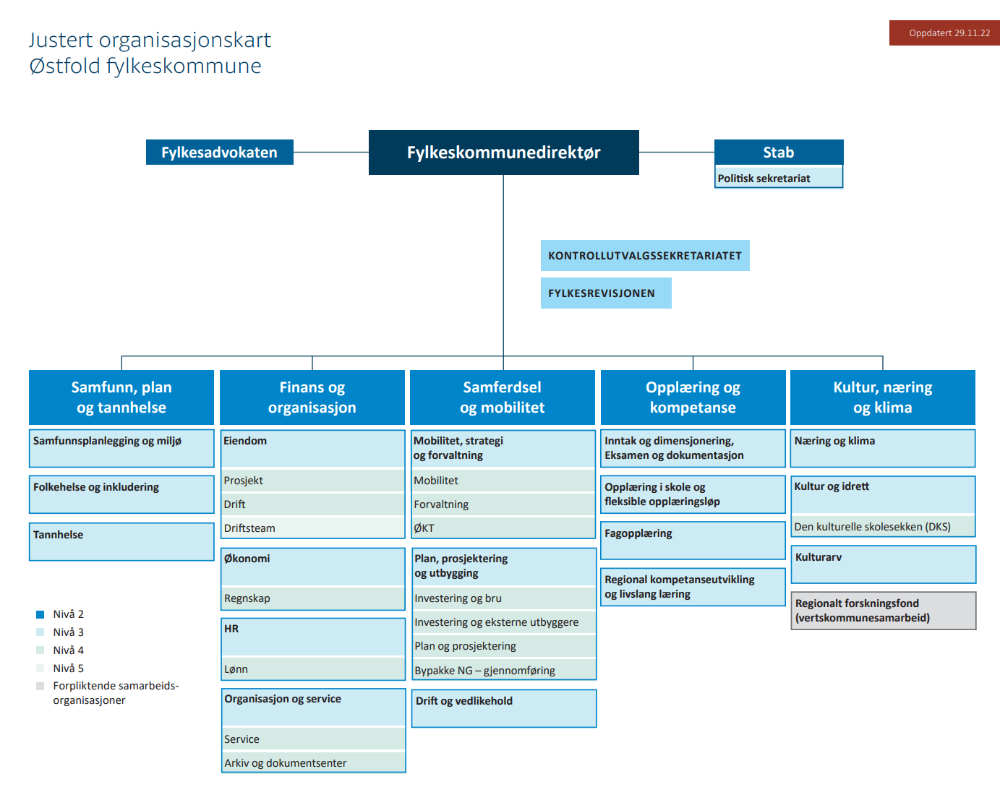 Justert organisasjonskart
Østfold fylkeskommune
Oppdatert 29.11.22
Fylkesadvokaten
Fylkeskommunedirektør
Stab
Politisk sekretariat
KONTROLLUTVALGSSEKRETARIATET
FYLKESREVISJONEN
Samfunn, plan
og tannhelse
Samfunnsplanlegging og miljø
Folkehelse og inkludering
Tannhelse
Finans og
organisasjon
Eiendom
Prosjekt
Drift
Driftsteam
Økonomi
Regnskap
HR
Lønn
Organisasjon og service
Service
Arkiv og dokumentsenter
Samferdsel
og mobilitet
Mobilitet, strategi
og forvaltning
Mobilitet
Forvaltning
ØKT
Plan, prosjektering
og utbygging
Investering og bru
Investering og eksterne utbyggere
Plan og prosjektering
Bypakke NG – gjennomføring
Drift og vedlikehold
Opplæring og
kompetanse
Inntak og dimensjonering,
Eksamen og dokumentasjon
Opplæring i skole og
fleksible opplæringsløp
Fagopplæring
Regional kompetanseutvikling
og livslang læring
Kultur, næring
og klima
Næring og klima
Kultur og idrett
Den kulturelle skolesekken (DKS)
Kulturarv
Regionalt forskningsfond
(vertskommunesamarbeid)
Nivå 2
Nivå 3
Nivå 4
Nivå 5
Forpliktende samarbeids-
organisasjoner